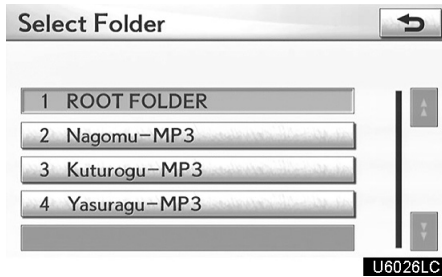 Select Folder
1 ROOT FOLDER
2 Nagomu-MP3
3 Kuturogu-MP3
4 Yasuragu-MP3
U6026LC